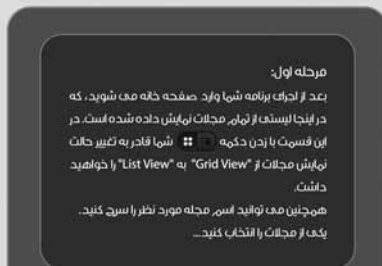 مرحله اول:
بعد از اجرای برنامه شما وارد صفحه خانه می شوید، که
در اینجا لیستی از تمام مجلات نمایش داده شده است. در
این قسمت با زدن دکمه شما قادر به تغییر حالت
نمایش مجلات از "Grid View" به "List View" را خواهید
داشت.
همچنین می توانید اسم مجله مورد نظر را سرچ کنید.
یکی از مجلات را انتخاب کنید...